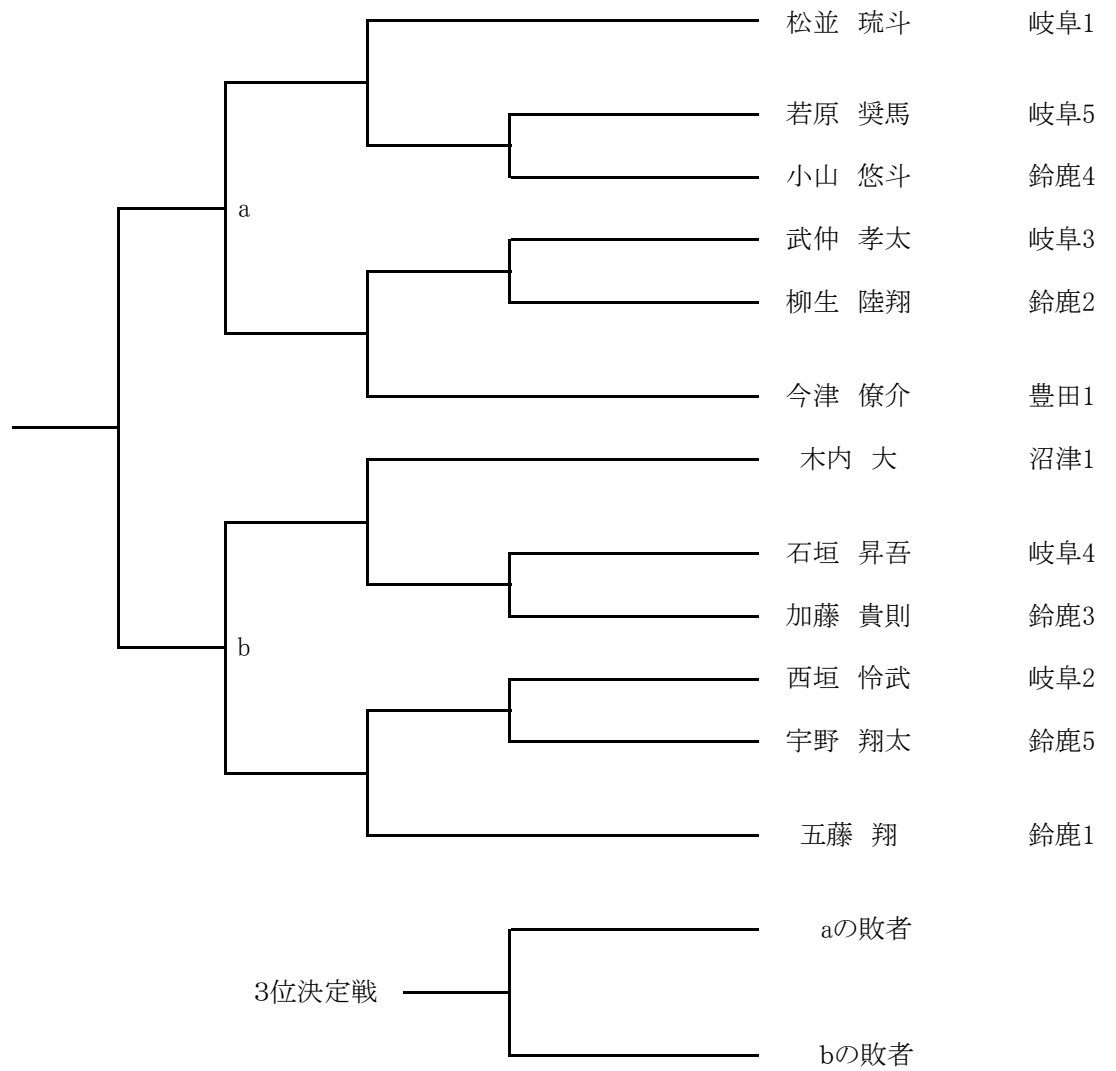 松並 琉斗 岐阜1
若原 奨馬 岐阜5
小山 悠斗 鈴鹿4
a
武仲 孝太 岐阜3
柳生 陸翔 鈴鹿2
今津 僚介 豊田1
木内 大 沼津1
石垣 昇吾 岐阜4
加藤 貴則 鈴鹿3
b
西垣 怜武 岐阜2
宇野 翔太 鈴鹿5
五藤 翔 鈴鹿1
aの敗者
3位決定戦
bの敗者